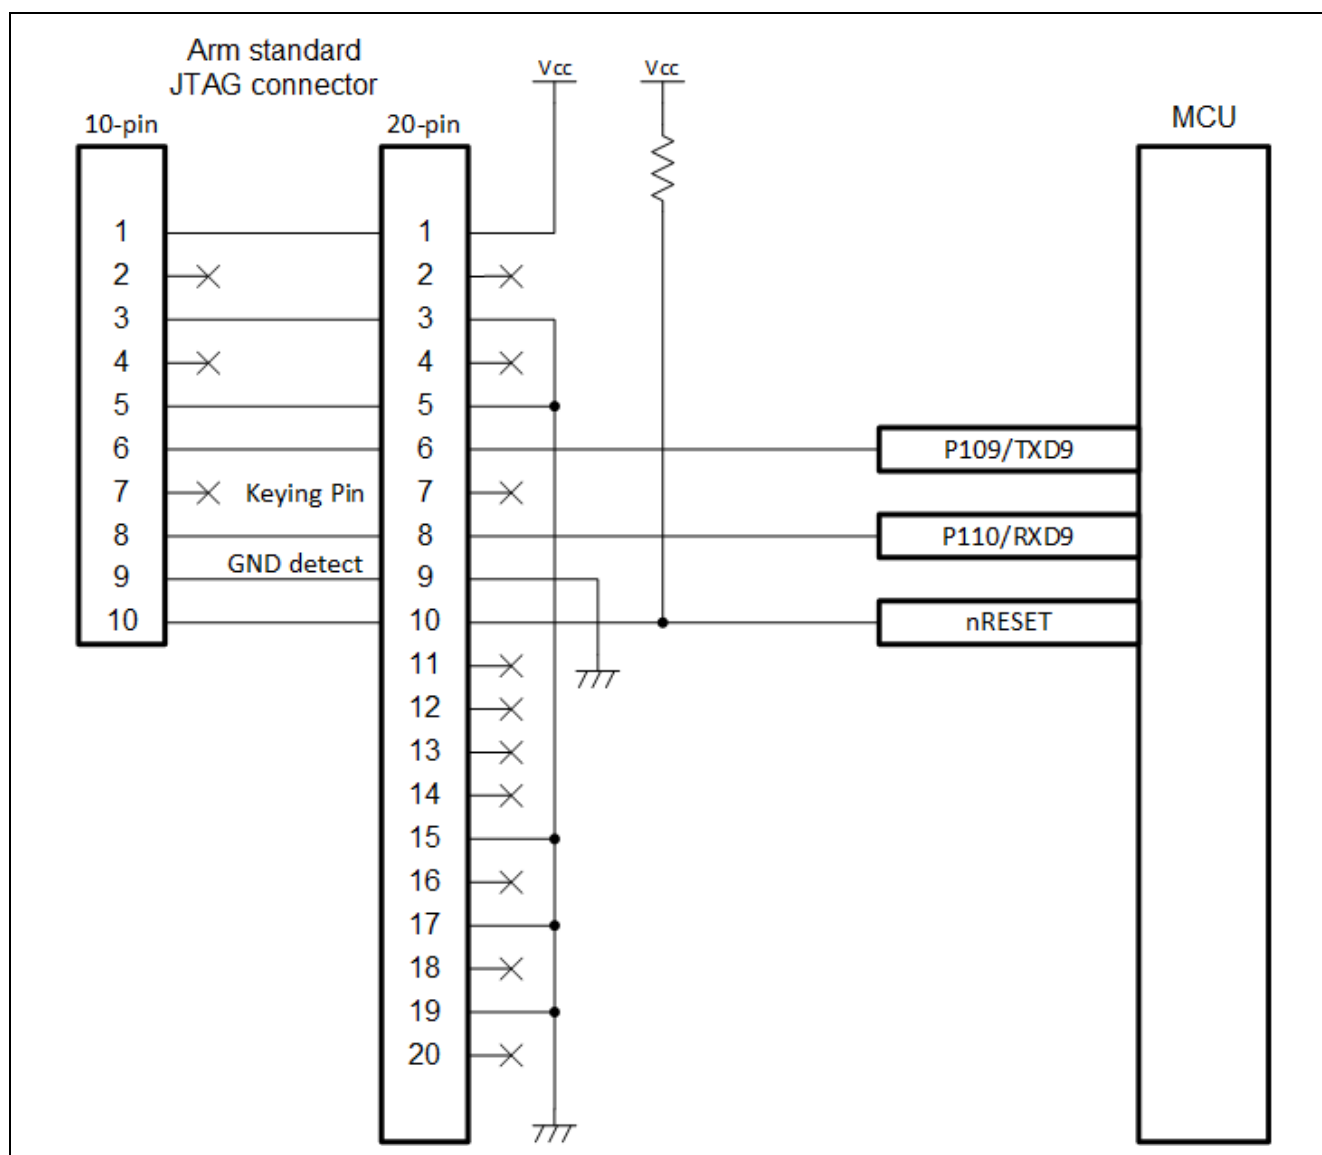 Arm standard
JTAG connector
10-pin
20-pin
Vcc
Vcc
MCU
1
1
2
2
3
3
4
4
5
5
6
6
P109/TXD9
7
Keying Pin
7
8
8
P110/RXD9
GND detect
9
9
10
10
nRESET
11
12
13
14
15
16
17
18
19
20